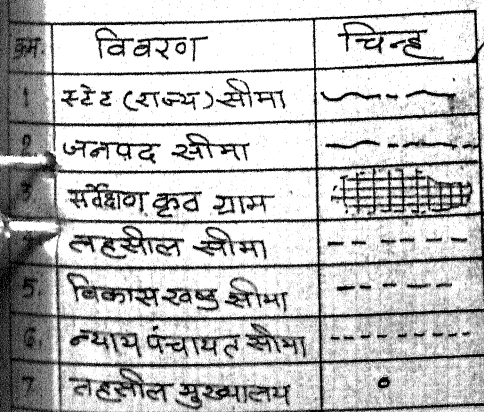 क्रम. विवरण चिन्ह
1 स्टेट (राज्य) सीमा
2 जनपद सीमा
3 सर्वेक्षण कृत ग्राम
4 तहसील सीमा
5. विकास खण्ड सीमा
6. न्याय पंचायत सीमा
7 तहसील मुख्यालय